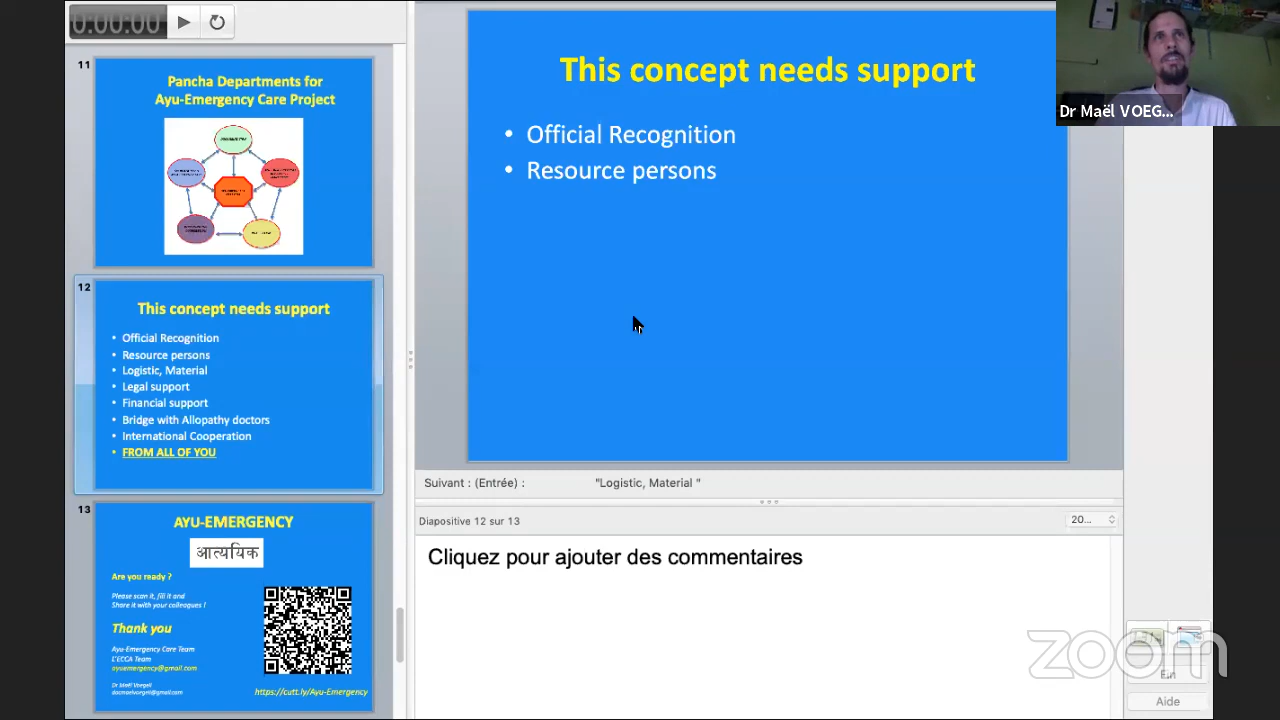 0:00:00
11
Pancha Departments for
Ayu-Emergency Care Project
12
This concept needs support
• Official Recognition
• Resource persons
• Logistic, Material
• Legal support
• Financial support
• Bridge with Allopathy doctors
• International Cooperation
• FROM ALL OF YOU
13
AYU-EMERGENCY
आत्ययिक
Are you ready ?
Please scan it, fill it and
Share it with your colleagues !
Thank you
Ayu-Emergency Care Team
L'ECCA Team
ayuemergency@gmail.com
https://cutt.ly/Ayu-Emergency
This concept needs support
• Official Recognition
• Resource persons
Suivant : (Entrée) : "Logistic, Material "
Diapositive 12 sur 13
20...
Cliquez pour ajouter des commentaires
Dr Maël VOEG...
zoom
Ein
Aide